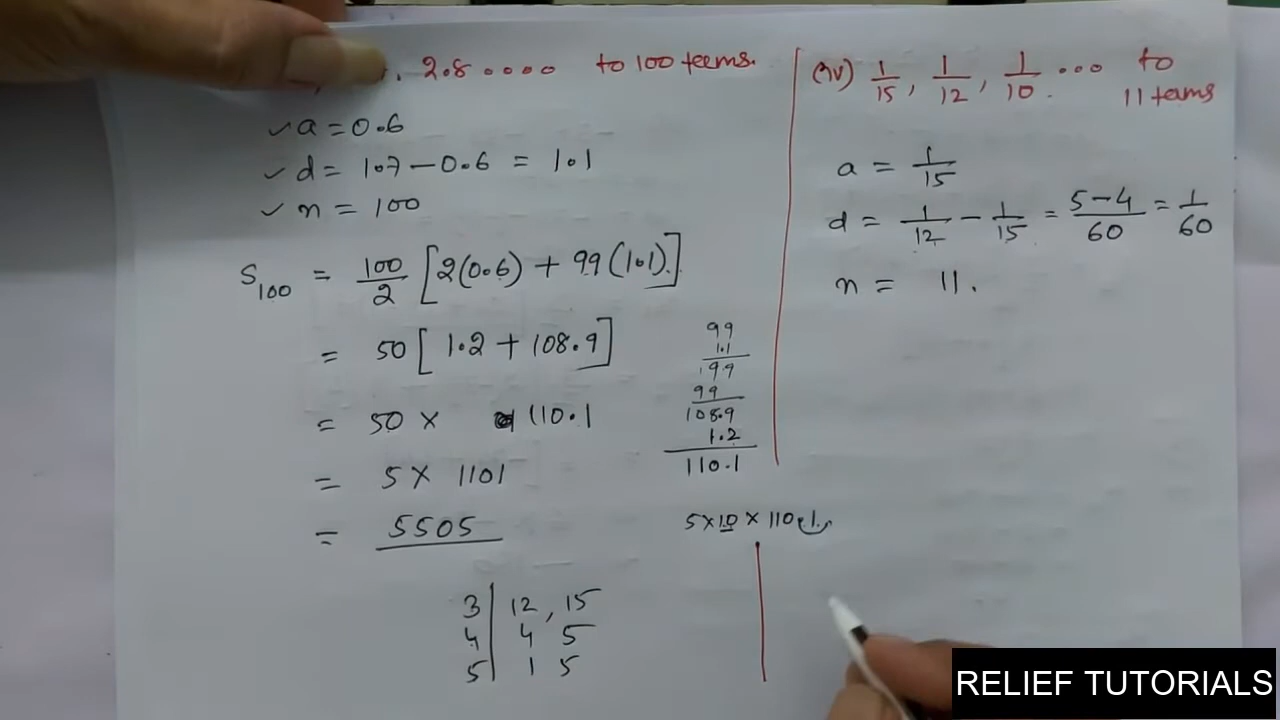 . 2.8 .... to 100 terms.
✓ a = 0.6
✓ d = 1.7 - 0.6 = 1.1
✓ n = 100
S₁₀₀ = 100/2 [2(0.6) + 99(1.1)]
= 50 [1.2 + 108.9]
= 50 × 110.1
= 5 × 1101
= 5505
99
1.1
199
99
108.9
1.2
110.1
5×10 × 110.1
3 | 12, 15
4 | 4 5
5 | 1 5
(iv) 1/15, 1/12, 1/10 ... to
11 terms
a = 1/15
d = 1/12 - 1/15 = 5-4/60 = 1/60
n = 11.
RELIEF TUTORIALS